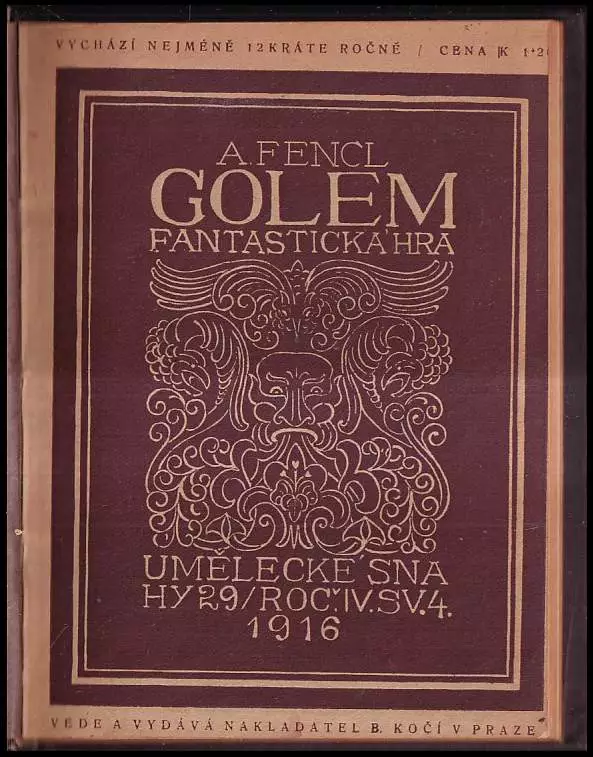 VYCHÁZÍ NEJMÉNĚ 12KRÁTE ROČNĚ / CENA K 1+20
A. FENCL
GOLEM
FANTASTICKÁ HRA
UMĚLECKÉ SNA
HY 29/ROČ. IV. SV. 4.
1916
VEDE A VYDÁVÁ NAKLADATEL B. KOČÍ V PRAZE